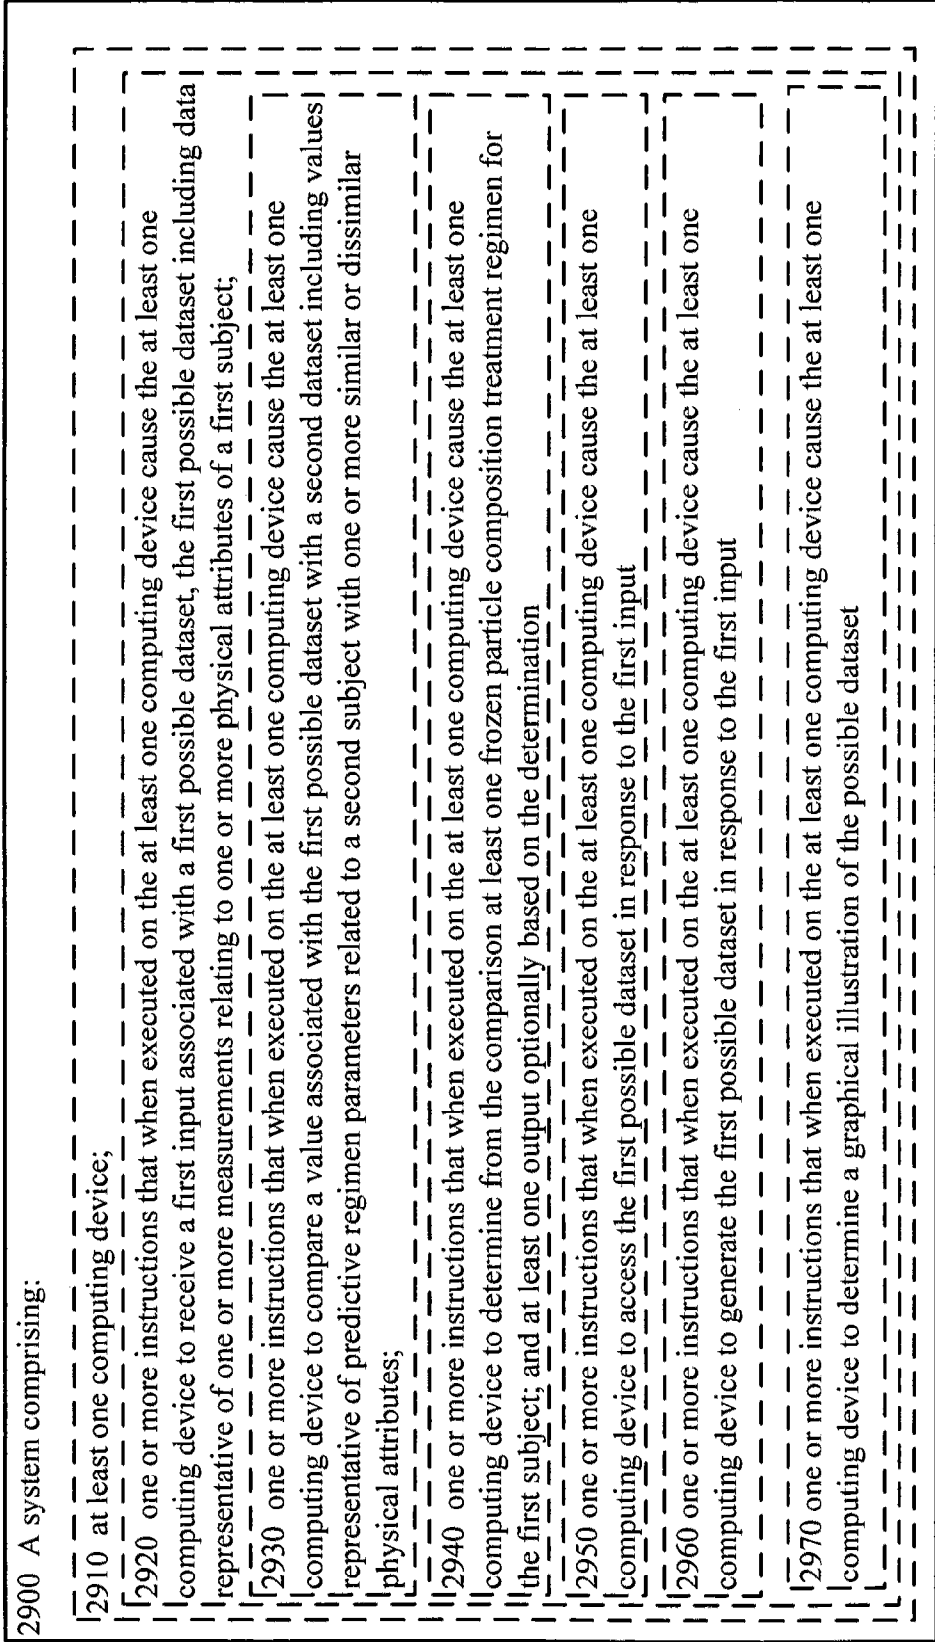 2900 A system comprising:
2910 at least one computing device;
2920 one or more instructions that when executed on the at least one computing device cause the at least one
computing device to receive a first input associated with a first possible dataset, the first possible dataset including data
representative of one or more measurements relating to one or more physical attributes of a first subject;
2930 one or more instructions that when executed on the at least one computing device cause the at least one
computing device to compare a value associated with the first possible dataset with a second dataset including values
representative of predictive regimen parameters related to a second subject with one or more similar or dissimilar
physical attributes;
2940 one or more instructions that when executed on the at least one computing device cause the at least one
computing device to determine from the comparison at least one frozen particle composition treatment regimen for
the first subject; and at least one output optionally based on the determination
2950 one or more instructions that when executed on the at least one computing device cause the at least one
computing device to access the first possible dataset in response to the first input
2960 one or more instructions that when executed on the at least one computing device cause the at least one
computing device to generate the first possible dataset in response to the first input
2970 one or more instructions that when executed on the at least one computing device cause the at least one
computing device to determine a graphical illustration of the possible dataset